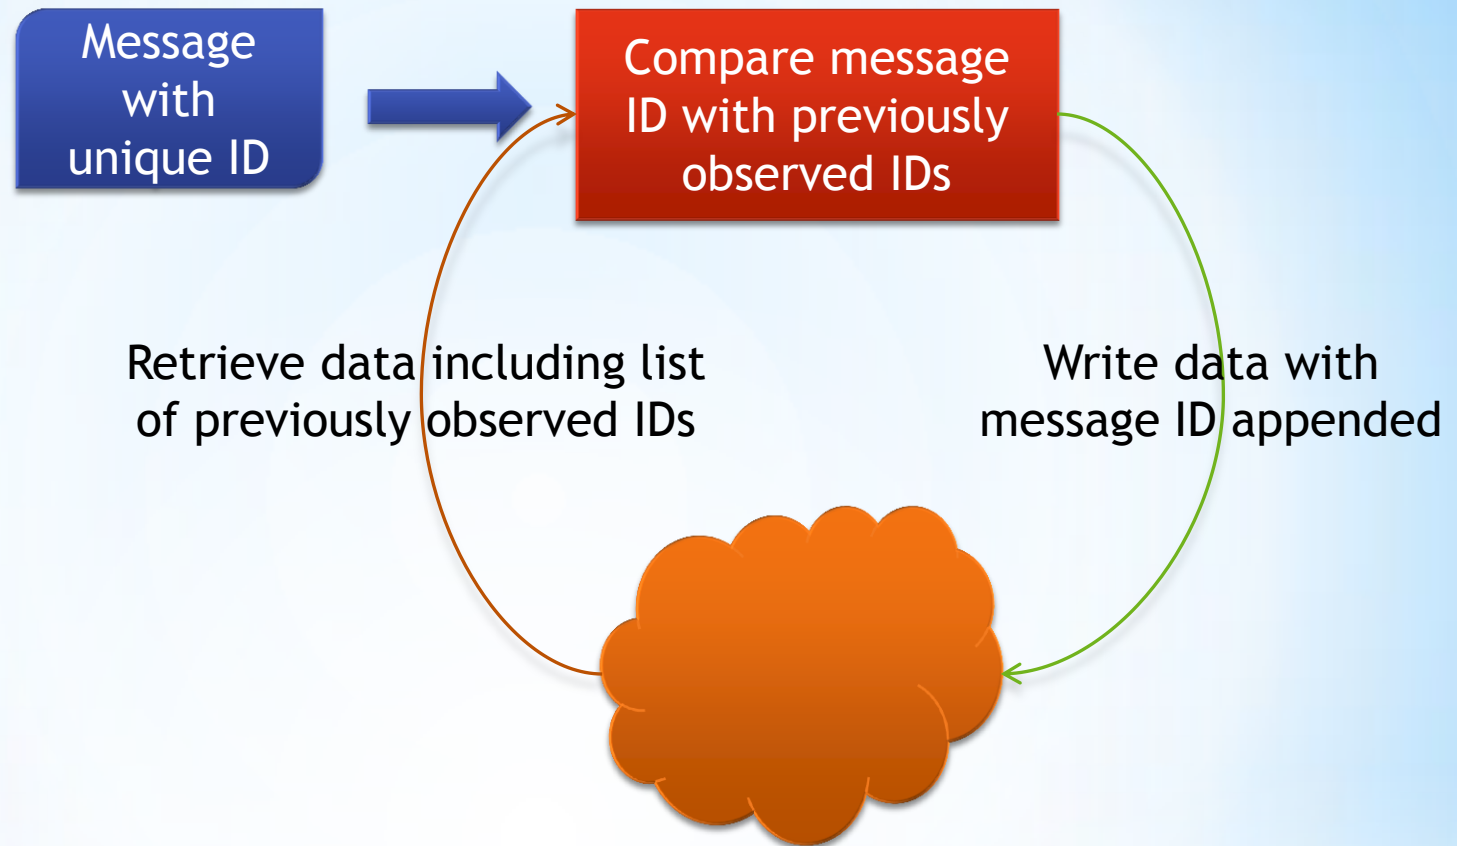 Message
with
unique ID
Compare message
ID with previously
observed IDs
Retrieve data including list
of previously observed IDs
Write data with
message ID appended